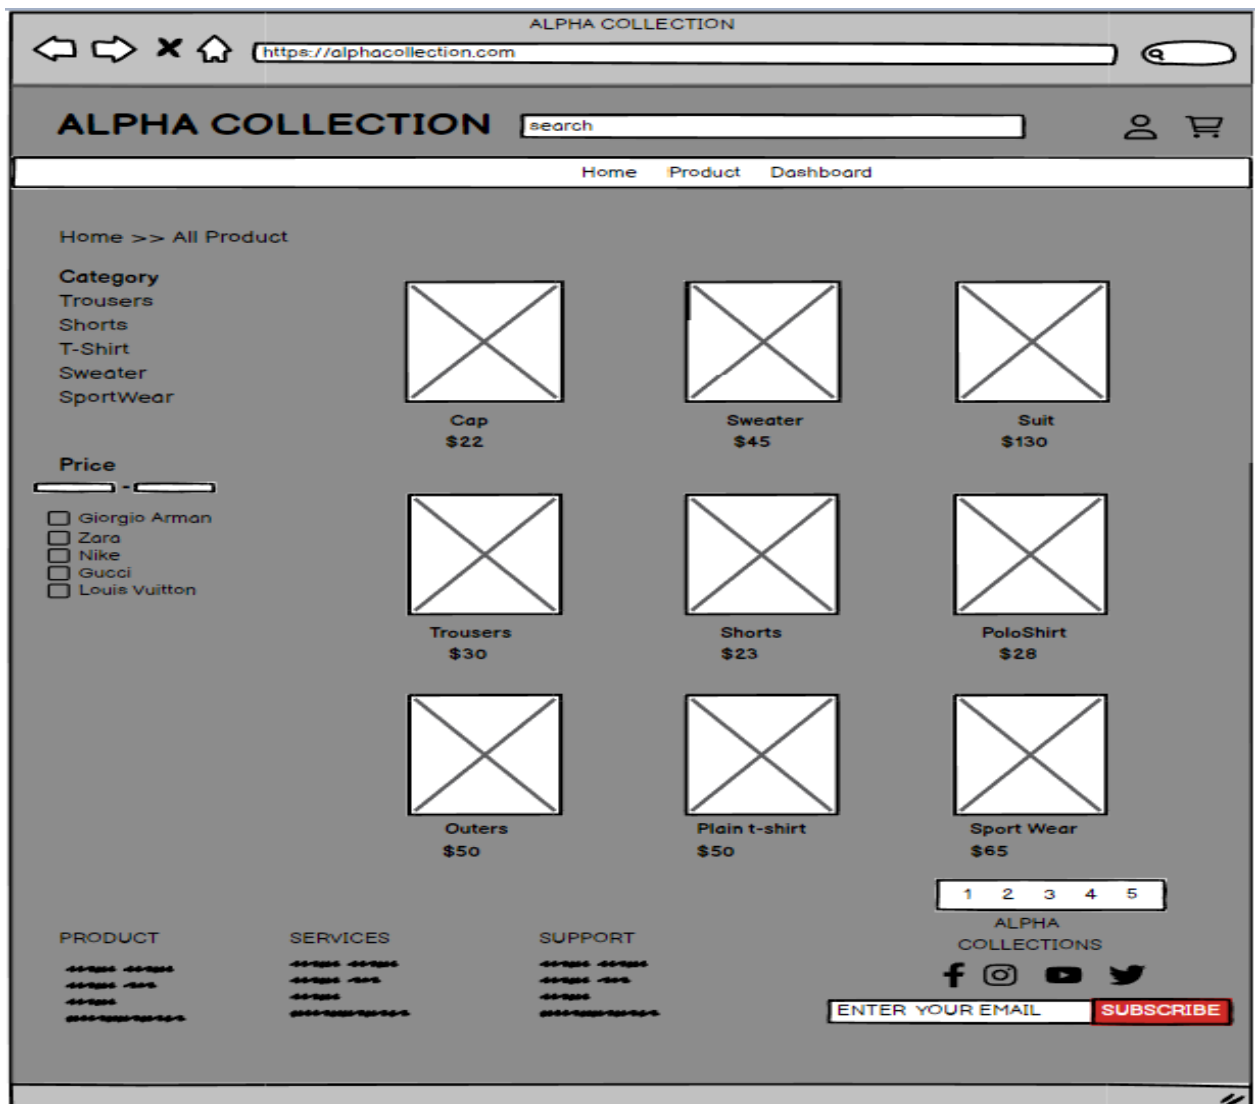 ALPHA COLLECTION
https://alphacollection.com
ALPHA COLLECTION search
Home Product Dashboard
Home >> All Product
Category
Trousers
Shorts
T-Shirt
Sweater
SportWear
Price
-
Giorgio Arman
Zara
Nike
Gucci
Louis Vuitton
Cap Sweater Suit
$22 $45 $130
Trousers Shorts PoloShirt
$30 $23 $28
Outers Plain t-shirt Sport Wear
$50 $50 $65
1 2 3 4 5
PRODUCT SERVICES SUPPORT
ALPHA
COLLECTIONS
ENTER YOUR EMAIL SUBSCRIBE